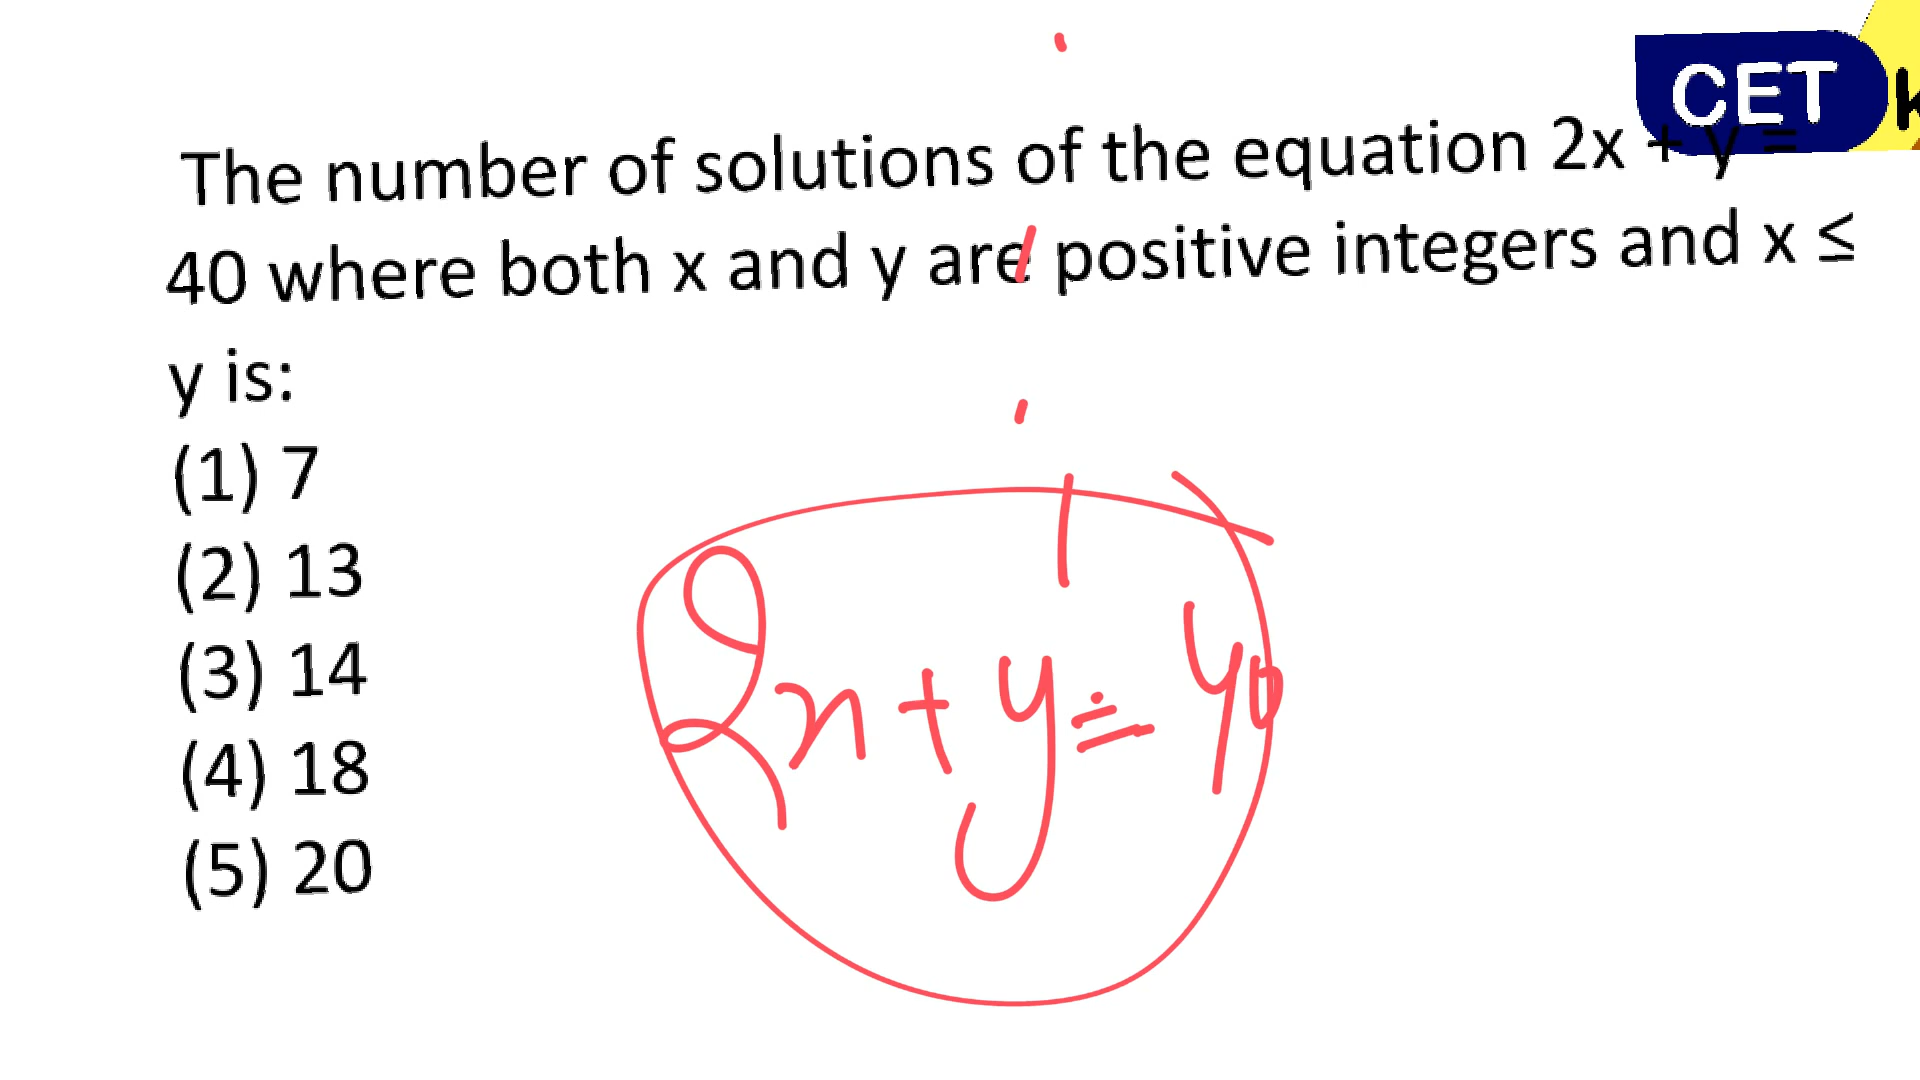 CET
The number of solutions of the equation 2x + y =
40 where both x and y are positive integers and x ≤
y is:
(1) 7
(2) 13
(3) 14
(4) 18
(5) 20
2x + y = 40